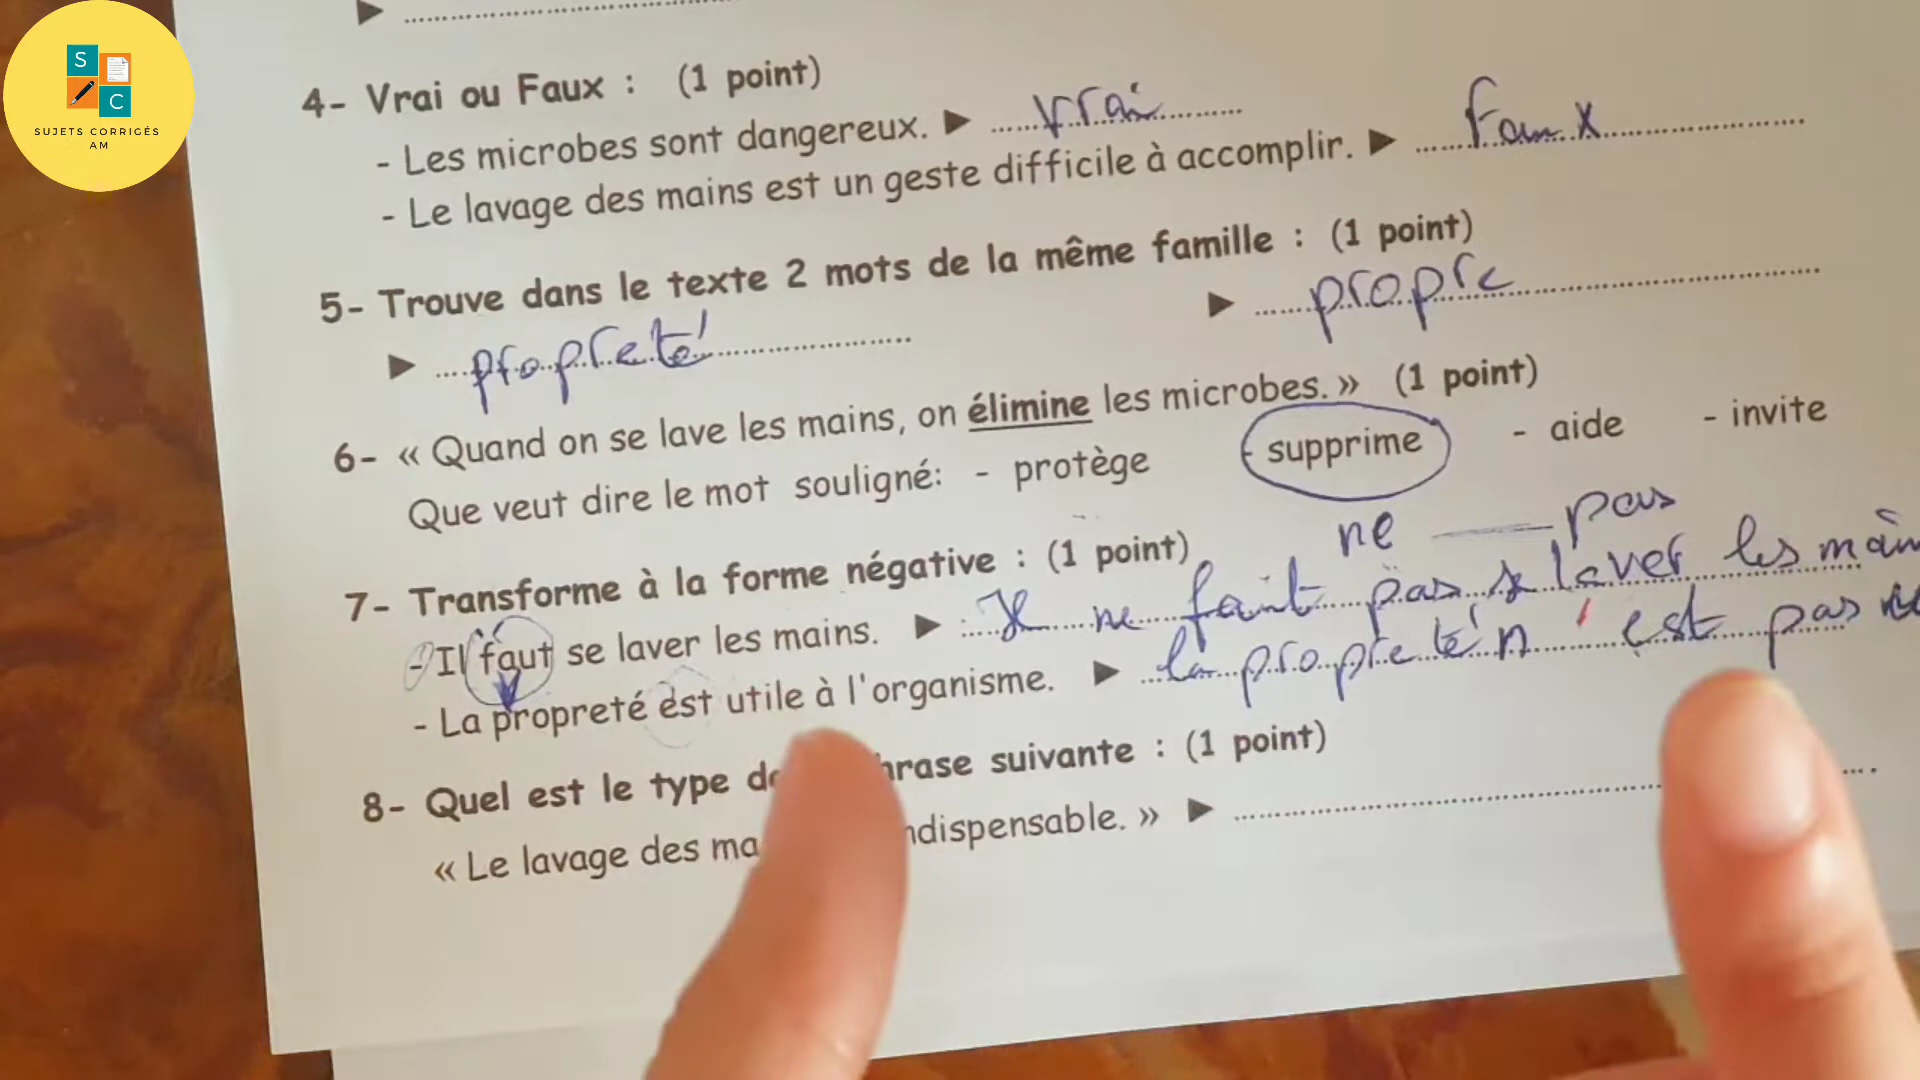 S
C
SUJETS CORRIGÉS
AM
4- Vrai ou Faux : (1 point)
- Les microbes sont dangereux. ► vrai
- Le lavage des mains est un geste difficile à accomplir. ► Faux
5- Trouve dans le texte 2 mots de la même famille : (1 point)
► propreté ► propre
6- « Quand on se lave les mains, on élimine les microbes. » (1 point)
Que veut dire le mot souligné: - protège - supprime - aide - invite
ne pas
7- Transforme à la forme négative : (1 point)
- Il faut se laver les mains. ► Il ne faut pas se laver les main
- La propreté est utile à l'organisme. ► la propreté n'est pas
8- Quel est le type de hrase suivante : (1 point)
« Le lavage des ma ndispensable. » ►